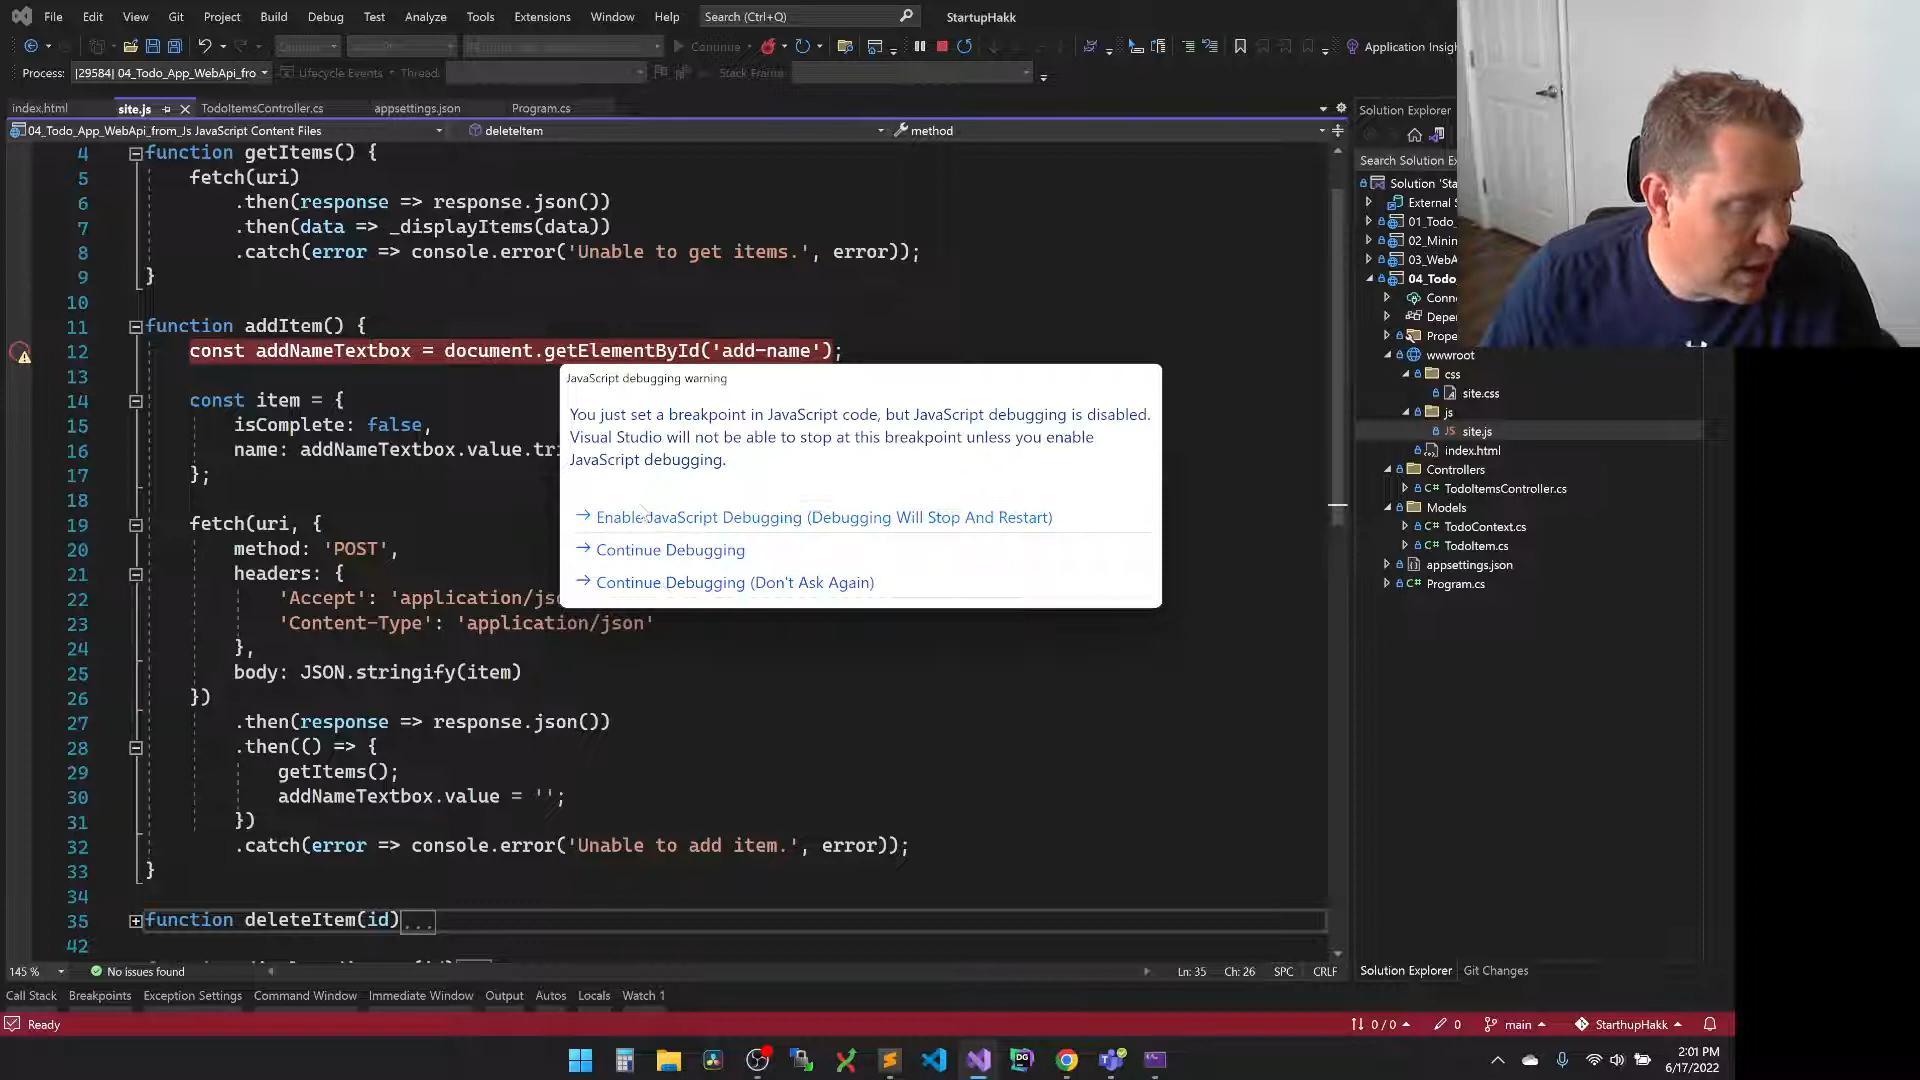 File Edit View Git Project Build Debug Test Analyze Tools Extensions Window Help Search (Ctrl+Q) StartupHakk
Continue Application Insigh
Process: [29584] 04_Todo_App_WebApi_fro Lifecycle Events Thread: Stack Frame
index.html site.js TodoItemsController.cs appsettings.json Program.cs
04_Todo_App_WebApi_from_Js JavaScript Content Files deleteItem method
4 function getItems() {
5 fetch(uri)
6 .then(response => response.json())
7 .then(data => _displayItems(data))
8 .catch(error => console.error('Unable to get items.', error));
9 }
10
11 function addItem() {
12 const addNameTextbox = document.getElementById('add-name');
13
14 const item = {
15 isComplete: false,
16 name: addNameTextbox.value.tri
17 };
18
19 fetch(uri, {
20 method: 'POST',
21 headers: {
22 'Accept': 'application/jso
23 'Content-Type': 'application/json'
24 },
25 body: JSON.stringify(item)
26 })
27 .then(response => response.json())
28 .then(() => {
29 getItems();
30 addNameTextbox.value = '';
31 })
32 .catch(error => console.error('Unable to add item.', error));
33 }
34
35 function deleteItem(id)...
42
JavaScript debugging warning
You just set a breakpoint in JavaScript code, but JavaScript debugging is disabled.
Visual Studio will not be able to stop at this breakpoint unless you enable
JavaScript debugging.
Enable JavaScript Debugging (Debugging Will Stop And Restart)
Continue Debugging
Continue Debugging (Don't Ask Again)
Solution Explorer
Search Solution Ex
Solution 'Sta
External S
01_Todo_
02_Minin
03_WebA
04_Todo_
Conne
Deper
Prope
wwwroot
css
site.css
js
JS site.js
index.html
Controllers
C# TodoItemsController.cs
Models
C# TodoContext.cs
C# TodoItem.cs
appsettings.json
C# Program.cs
145 % No issues found Ln: 35 Ch: 26 SPC CRLF
Solution Explorer Git Changes
Call Stack Breakpoints Exception Settings Command Window Immediate Window Output Autos Locals Watch 1
Ready 0 / 0 0 main StarthupHakk
DG
2:01 PM
6/17/2022